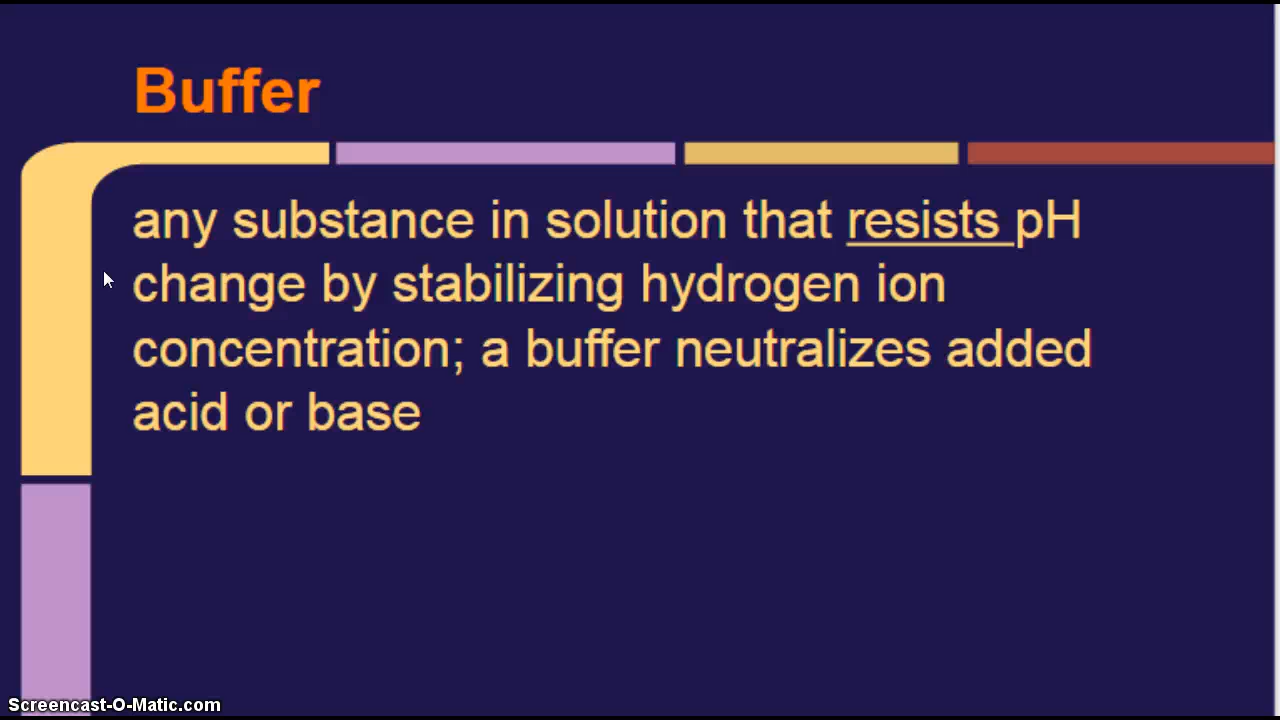 Buffer
any substance in solution that resists pH
change by stabilizing hydrogen ion
concentration; a buffer neutralizes added
acid or base
Screencast-O-Matic.com